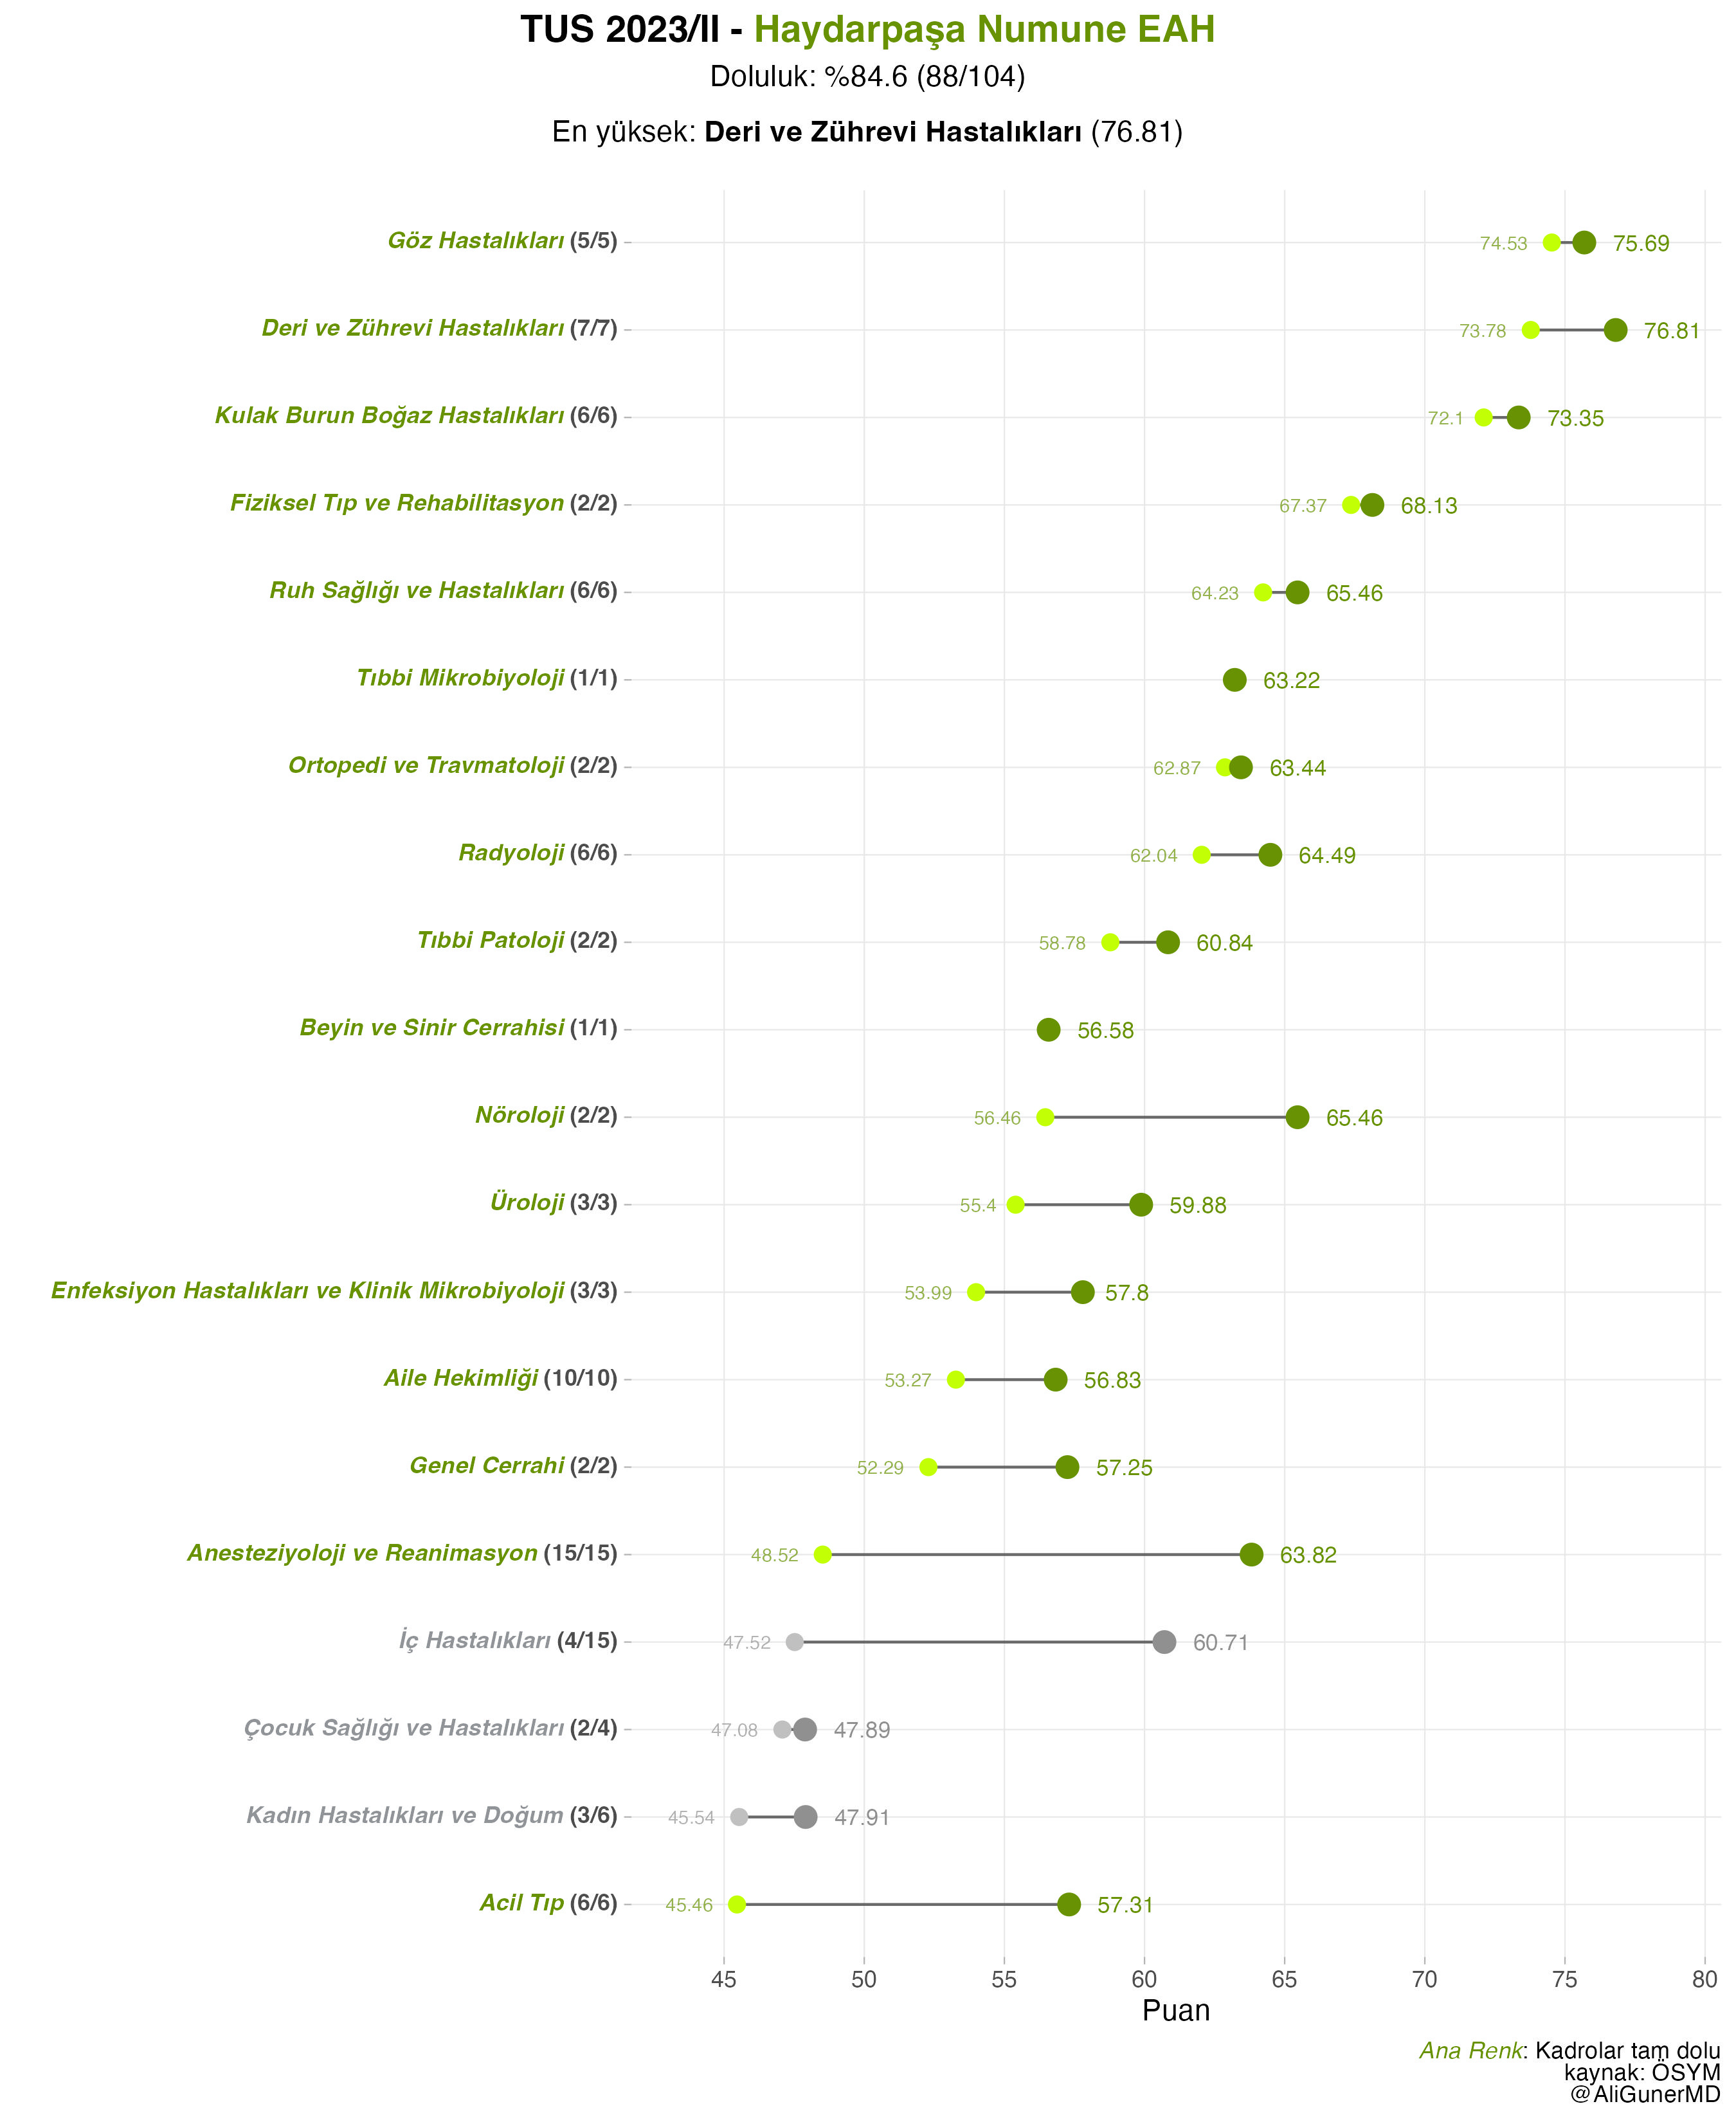 TUS 2023/II - Haydarpaşa Numune EAH
Doluluk: %84.6 (88/104)
En yüksek: Deri ve Zührevi Hastalıkları (76.81)
Göz Hastalıkları (5/5) 74.53 75.69
Deri ve Zührevi Hastalıkları (7/7) 73.78 76.81
Kulak Burun Boğaz Hastalıkları (6/6) 72.1 73.35
Fiziksel Tıp ve Rehabilitasyon (2/2) 67.37 68.13
Ruh Sağlığı ve Hastalıkları (6/6) 64.23 65.46
Tıbbi Mikrobiyoloji (1/1) 63.22
Ortopedi ve Travmatoloji (2/2) 62.87 63.44
Radyoloji (6/6) 62.04 64.49
Tıbbi Patoloji (2/2) 58.78 60.84
Beyin ve Sinir Cerrahisi (1/1) 56.58
Nöroloji (2/2) 56.46 65.46
Üroloji (3/3) 55.4 59.88
Enfeksiyon Hastalıkları ve Klinik Mikrobiyoloji (3/3) 53.99 57.8
Aile Hekimliği (10/10) 53.27 56.83
Genel Cerrahi (2/2) 52.29 57.25
Anesteziyoloji ve Reanimasyon (15/15) 48.52 63.82
İç Hastalıkları (4/15) 47.52 60.71
Çocuk Sağlığı ve Hastalıkları (2/4) 47.08 47.89
Kadın Hastalıkları ve Doğum (3/6) 45.54 47.91
Acil Tıp (6/6) 45.46 57.31
45 50 55 60 65 70 75 80
Puan
Ana Renk: Kadrolar tam dolu
kaynak: ÖSYM
@AliGunerMD